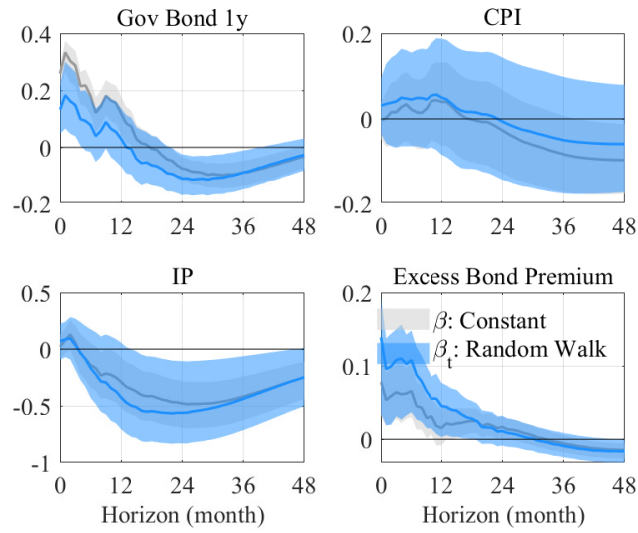 Gov Bond 1y
0.4
0.2
0
-0.2
0 12 24 36 48
CPI
0.2
0
-0.2
0 12 24 36 48
IP
0.5
0
-0.5
-1
0 12 24 36 48
Horizon (month)
Excess Bond Premium
0.2
0.1
0
β: Constant
βt: Random Walk
0 12 24 36 48
Horizon (month)